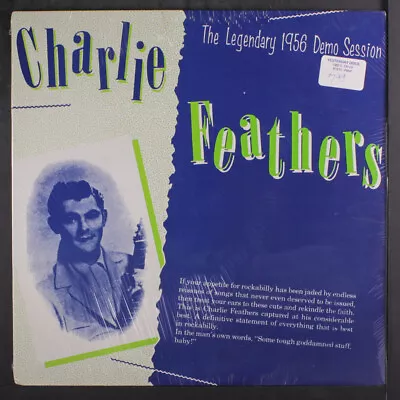 Charlie
The Legendary 1956 Demo Session
Feathers
If your appetite for rockabilly has been jaded by endless
reissues of songs that never even deserved to be issued,
then treat your ears to these cuts and rekindle the faith.
This is Charlie Feathers captured at his considerable
best. A definitive statement of everything that is best
in rockabilly.
In the man's own words, "Some tough goddamned stuff,
baby!"